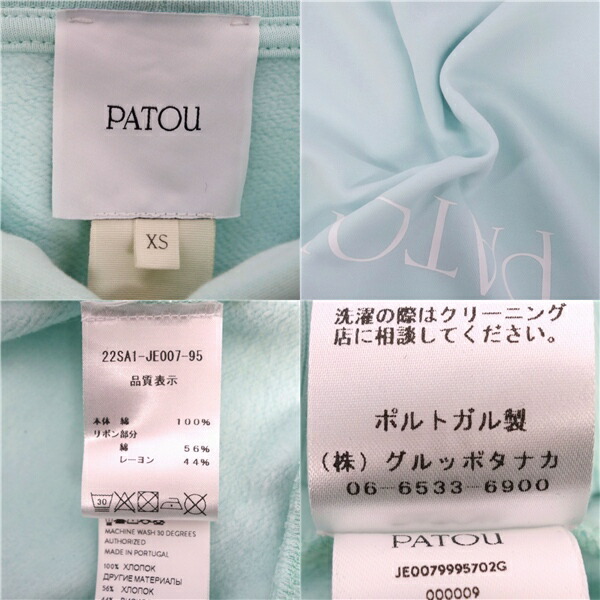 PATOU
XS
PATO
22SA1-JE007-95
品質表示
本体 綿 100%
リボン部分
綿 56%
レーヨン 44%
30
MACHINE WASH 30 DEGREES
AUTHORIZED
MADE IN PORTUGAL
100% ХЛОПОК
ДРУГИЕ МАТЕРИАЛЫ
56% ХЛОПОК
洗濯の際はクリーニング
店に相談してください。
ポルトガル製
(株)グルッポタナカ
06-6533-6900
PATOU
JE0079995702G
000009